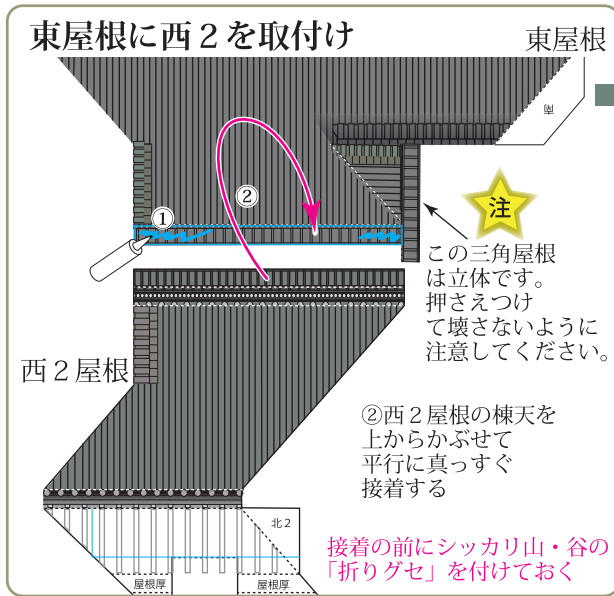 東屋根に西２を取付け
東屋根
南
②
①
注
この三角屋根
は立体です。
押さえつけ
て壊さないように
注意してください。
西２屋根
②西２屋根の棟天を
上からかぶせて
平行に真っすぐ
接着する
北２
接着の前にシッカリ山・谷の
「折りグセ」を付けておく
屋根厚
屋根厚